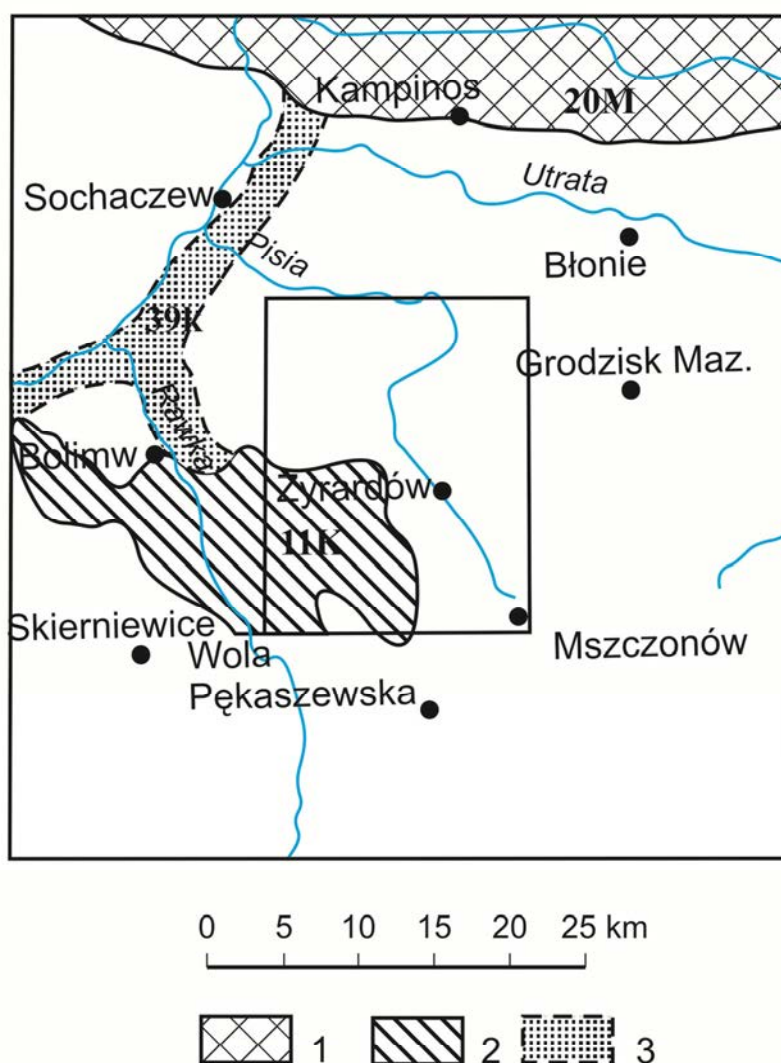 Kampinos
20M
Utrata
Sochaczew
Pisia
Błonie
39K
Grodzisk Maz.
Rawka
Bolimw
Żyrardów
11K
Skierniewice
Wola
Pękaszewska
Mszczonów
0 5 10 15 20 25 km
1 2 3